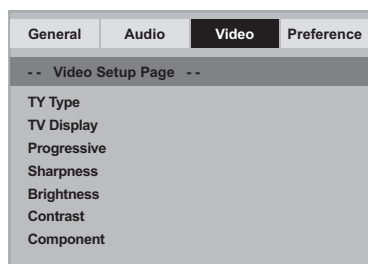 General Audio Video Preference
-- Video Setup Page --
TY Type
TV Display
Progressive
Sharpness
Brightness
Contrast
Component